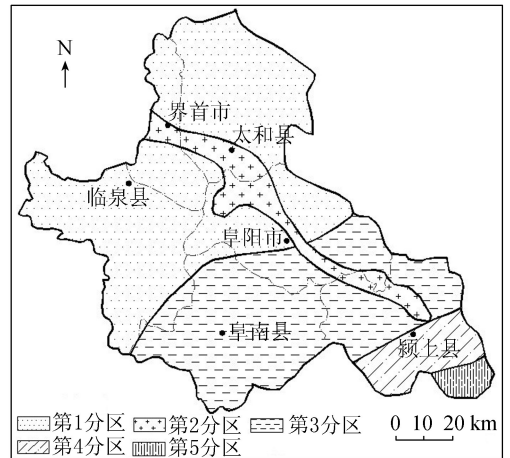 N
界首市
太和县
临泉县
阜阳市
阜南县
颍上县
第1分区 第2分区 第3分区
第4分区 第5分区
0 10 20 km